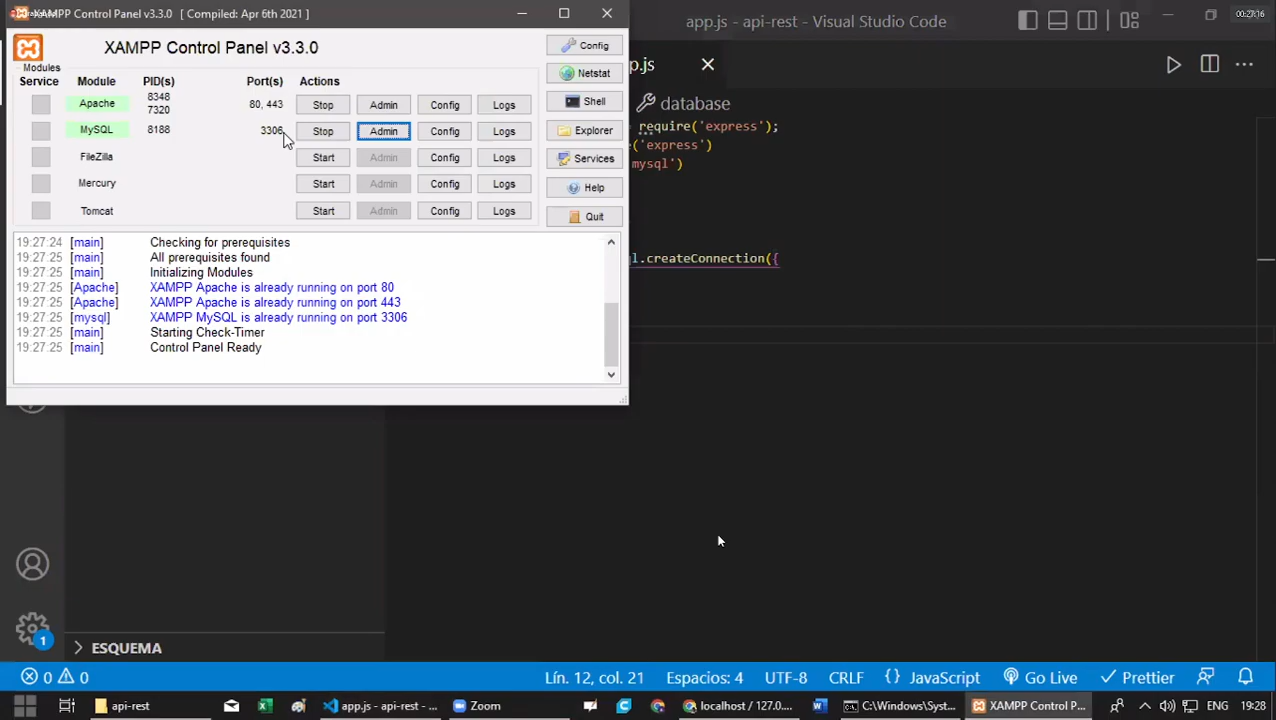 XAMPP Control Panel v3.3.0 [ Compiled: Apr 6th 2021 ]
XAMPP Control Panel v3.3.0
Modules
Service Module PID(s) Port(s) Actions
Apache 8348 7320 80, 443 Stop Admin Config Logs
MySQL 8188 3306 Stop Admin Config Logs
FileZilla Start Admin Config Logs
Mercury Start Admin Config Logs
Tomcat Start Admin Config Logs
Config
Netstat
Shell
Explorer
Services
Help
Quit
19:27:24 [main] Checking for prerequisites
19:27:25 [main] All prerequisites found
19:27:25 [main] Initializing Modules
19:27:25 [Apache] XAMPP Apache is already running on port 80
19:27:25 [Apache] XAMPP Apache is already running on port 443
19:27:25 [mysql] XAMPP MySQL is already running on port 3306
19:27:25 [main] Starting Check-Timer
19:27:25 [main] Control Panel Ready
app.js - api-rest - Visual Studio Code
00:27:16
p.js
database
require('express');
e('express')
mysql')
l.createConnection({
ESQUEMA
1
0 0 Lín. 12, col. 21 Espacios: 4 UTF-8 CRLF {} JavaScript Go Live Prettier
api-rest app.js - api-rest - ... Zoom localhost / 127.0.... C:\Windows\Syst... XAMPP Control P... ENG 19:28